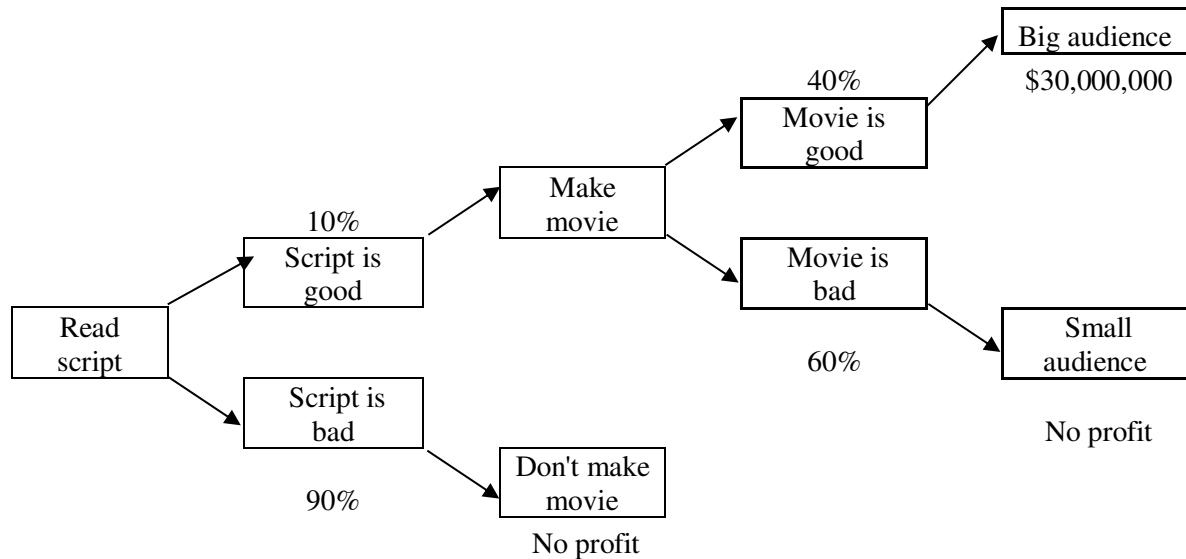 Big audience
$30,000,000
40%
Movie is
good
Make
movie
10%
Script is
good
Movie is
bad
Read
script
Small
audience
60%
Script is
bad
No profit
Don't make
movie
90%
No profit